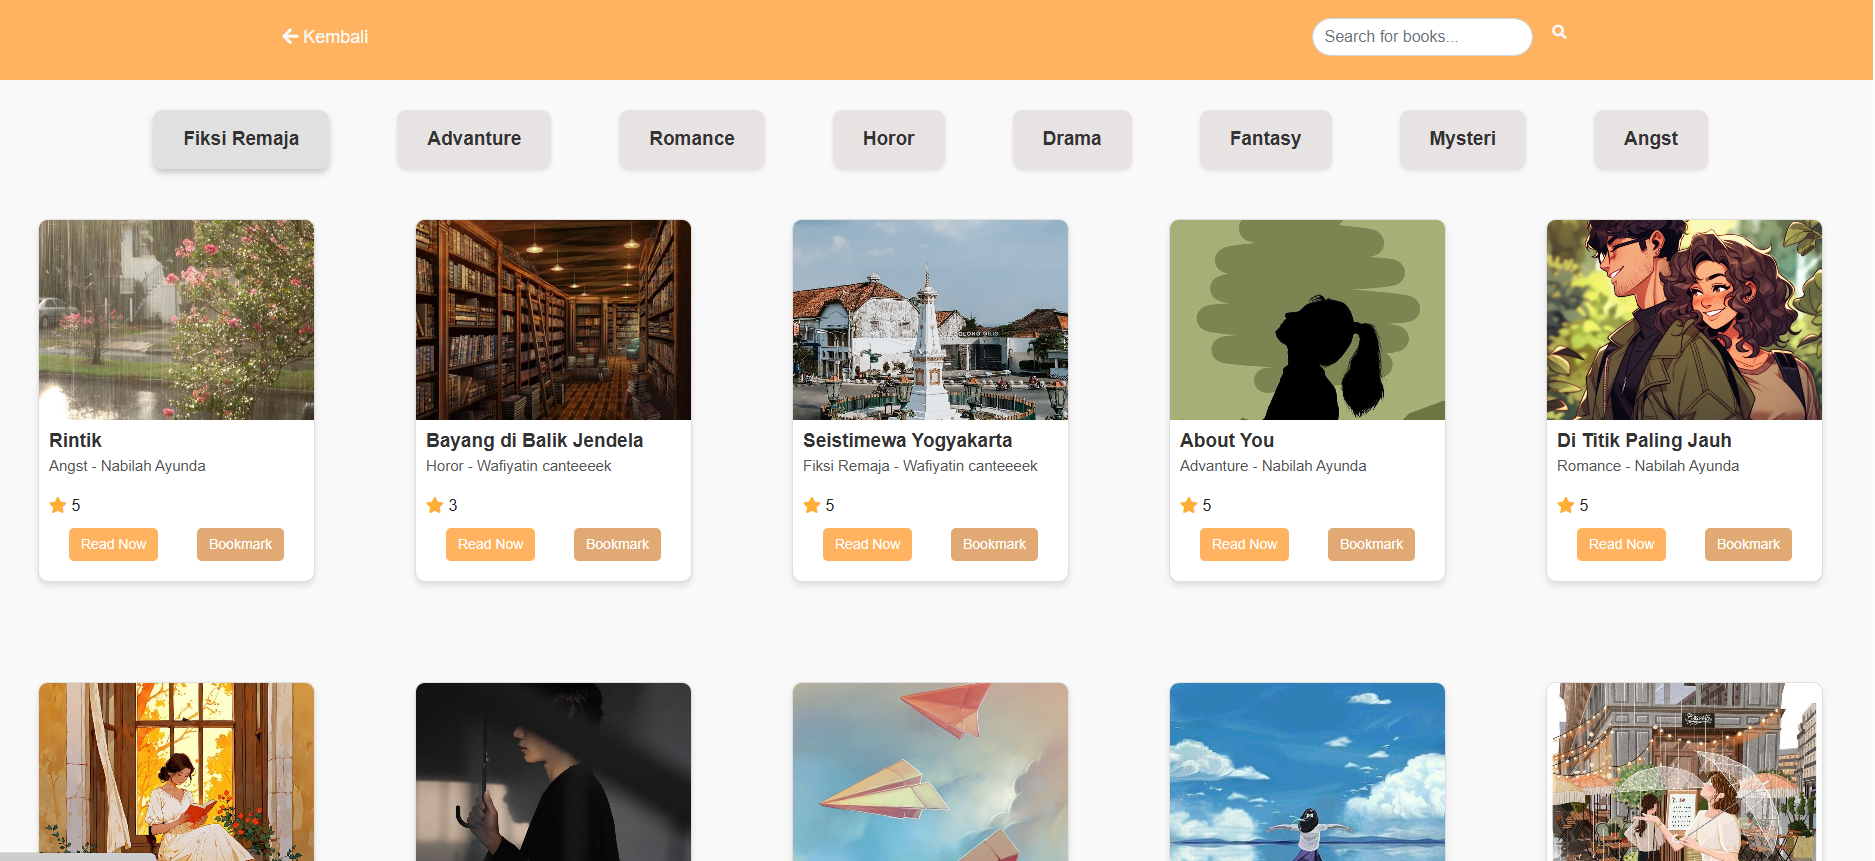 Kembali
Search for books...
Fiksi Remaja
Advanture
Romance
Horor
Drama
Fantasy
Mysteri
Angst
Rintik
Angst - Nabilah Ayunda
5
Read Now
Bookmark
Bayang di Balik Jendela
Horor - Wafiyatin canteeeek
3
Read Now
Bookmark
Seistimewa Yogyakarta
Fiksi Remaja - Wafiyatin canteeeek
5
Read Now
Bookmark
About You
Advanture - Nabilah Ayunda
5
Read Now
Bookmark
Di Titik Paling Jauh
Romance - Nabilah Ayunda
5
Read Now
Bookmark